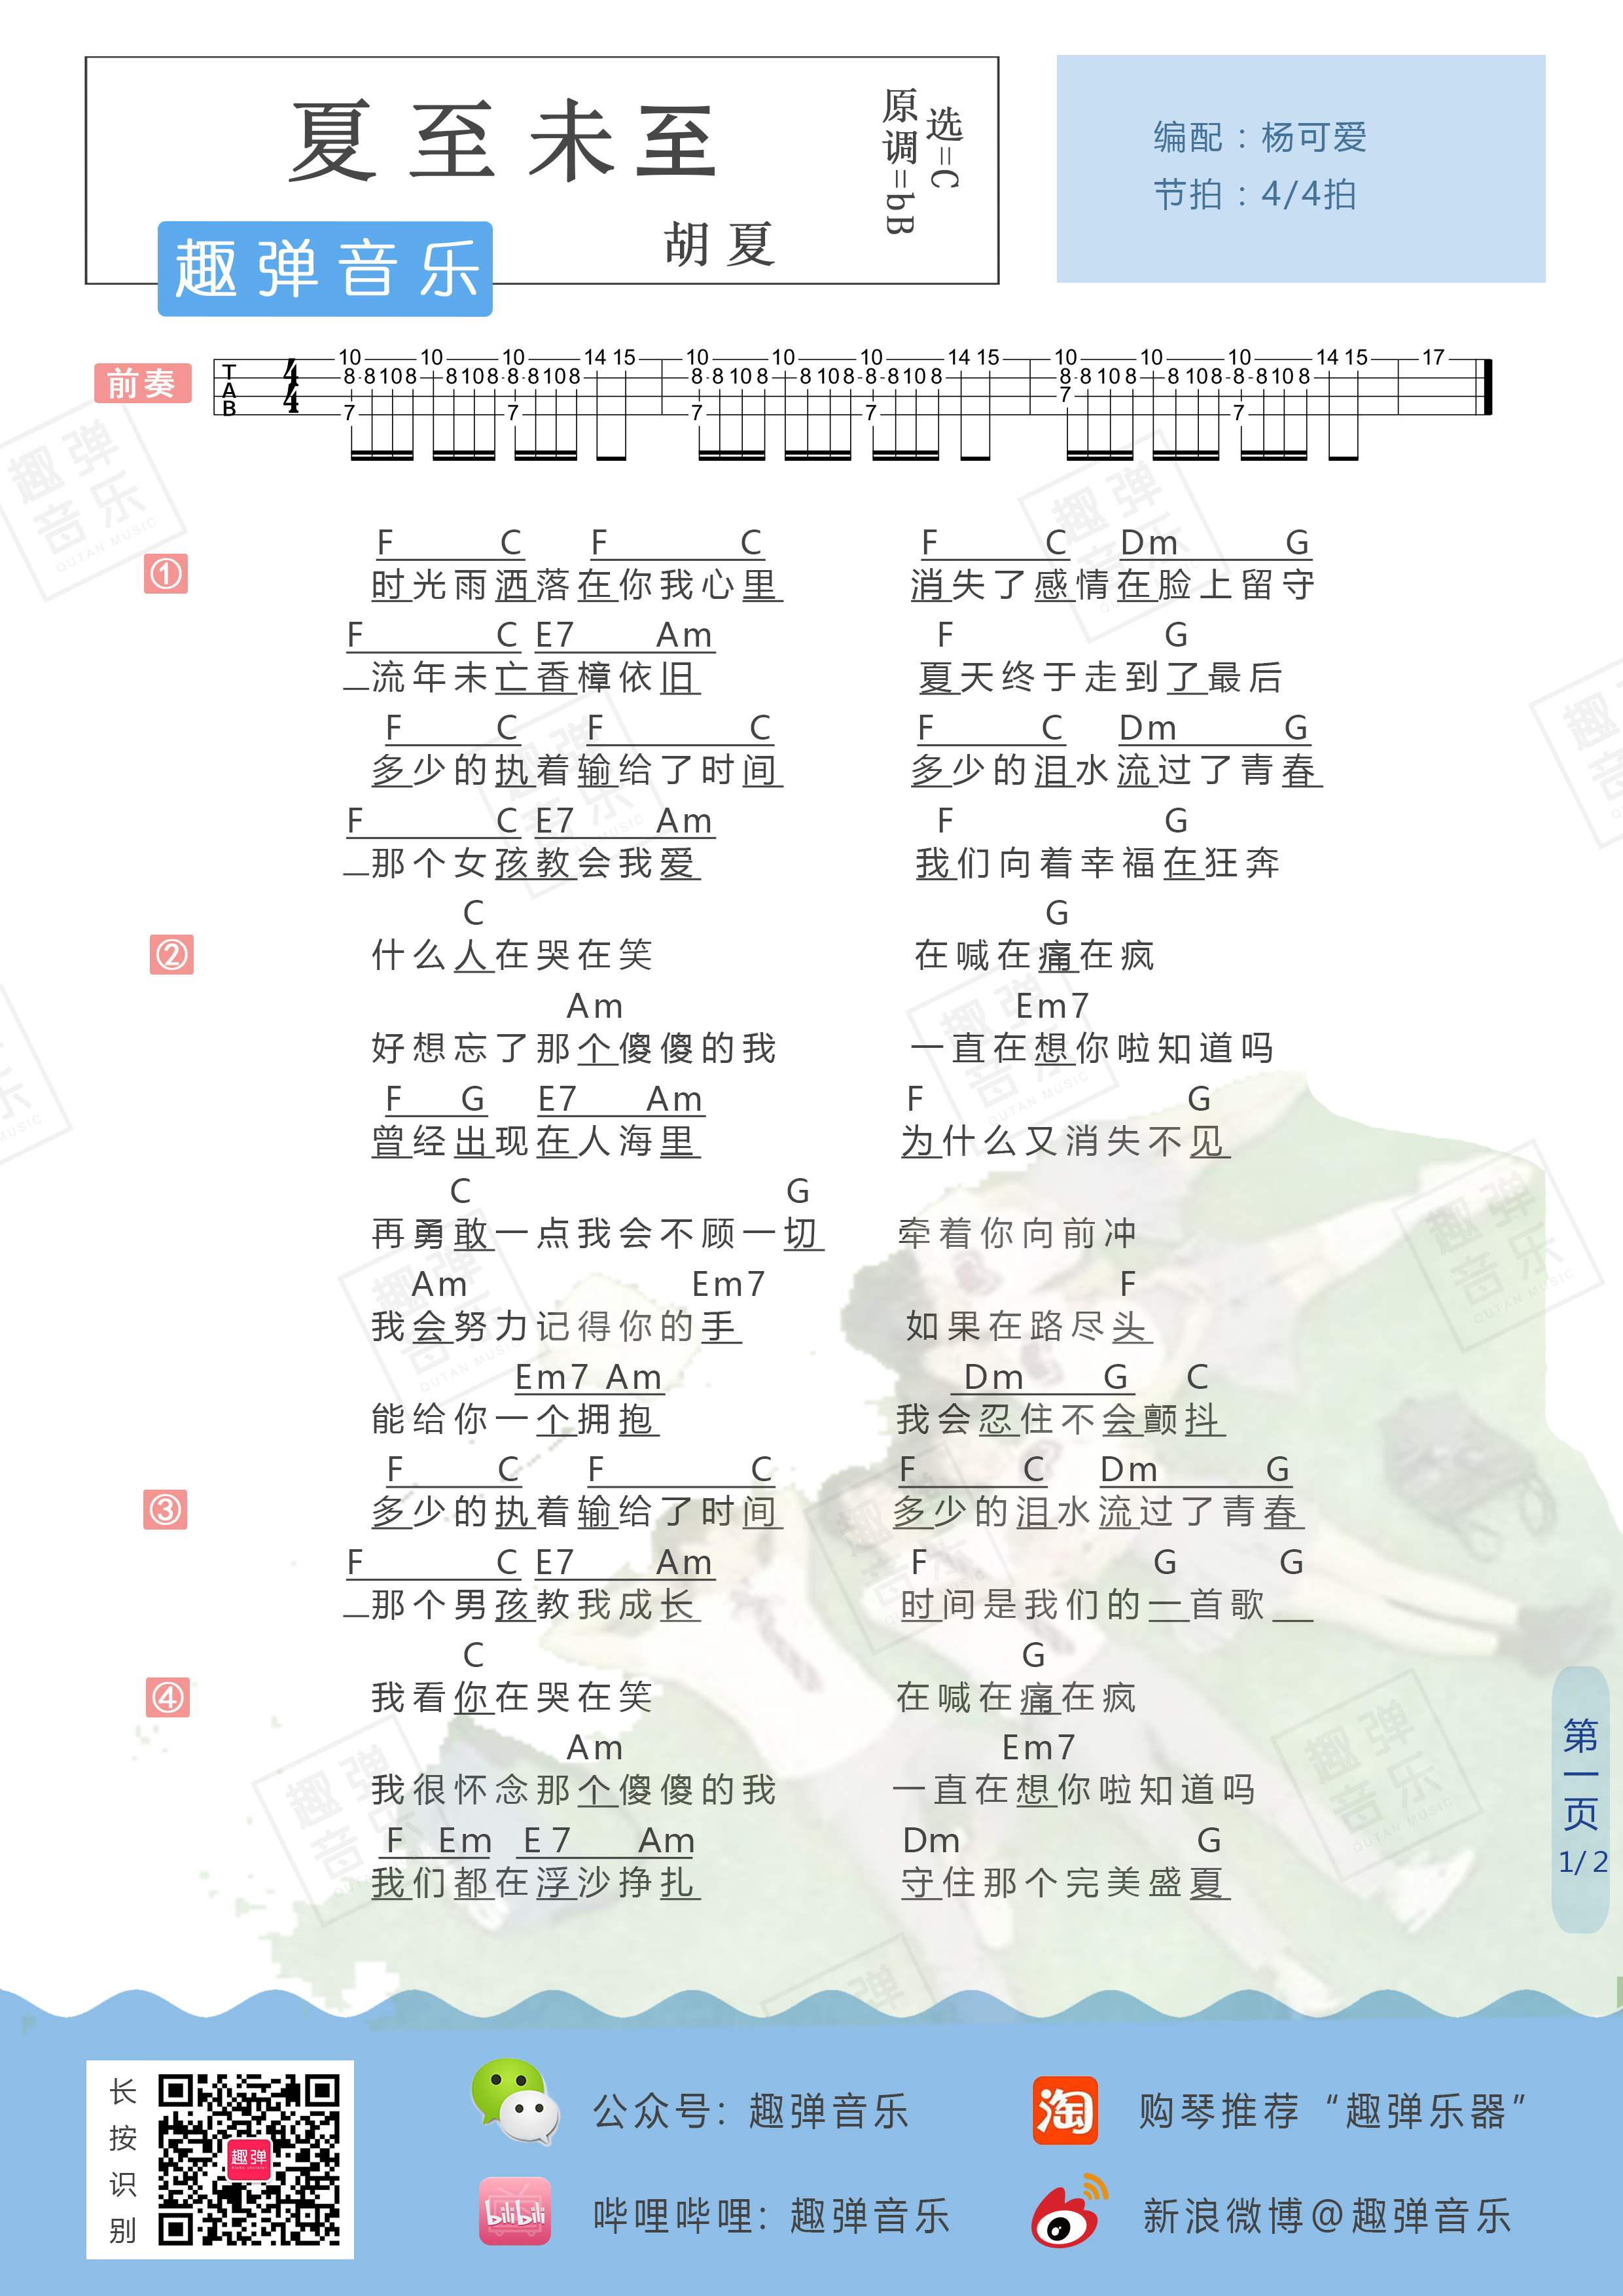 夏至未至
胡夏
原调=bB
选=C
趣弹音乐
编配：杨可爱
节拍：4/4拍
前奏
T A B 4/4
10 10 10 14 15 10 10 10 14 15 10 10 10 14 15 17
8 8 10 8 8 10 8 8 8 10 8 8 8 10 8 8 10 8 8 8 10 8 8 8 10 8 8 10 8 8 8 10 8
7
7 7 7 7 7
F C F C F C Dm G
① 时光雨洒落在你我心里 消失了感情在脸上留守
F C E7 Am F G
流年未亡香樟依旧 夏天终于走到了最后
F C F C F C Dm G
多少的执着输给了时间 多少的泪水流过了青春
F C E7 Am F G
那个女孩教会我爱 我们向着幸福在狂奔
C G
② 什么人在哭在笑 在喊在痛在疯
Am Em7
好想忘了那个傻傻的我 一直在想你啦知道吗
F G E7 Am F G
曾经出现在人海里 为什么又消失不见
C G
再勇敢一点我会不顾一切 牵着你向前冲
Am Em7 F
我会努力记得你的手 如果在路尽头
Em7 Am Dm G C
能给你一个拥抱 我会忍住不会颤抖
F C F C F C Dm G
③ 多少的执着输给了时间 多少的泪水流过了青春
F C E7 Am F G G
那个男孩教我成长 时间是我们的一首歌
C G
④ 我看你在哭在笑 在喊在痛在疯
Am Em7
我很怀念那个傻傻的我 一直在想你啦知道吗
F Em E7 Am Dm G
我们都在浮沙挣扎 守住那个完美盛夏
第一页
1/2
长按识别
趣弹
公众号：趣弹音乐
淘
购琴推荐“趣弹乐器”
bilibili
哔哩哔哩：趣弹音乐
新浪微博@趣弹音乐